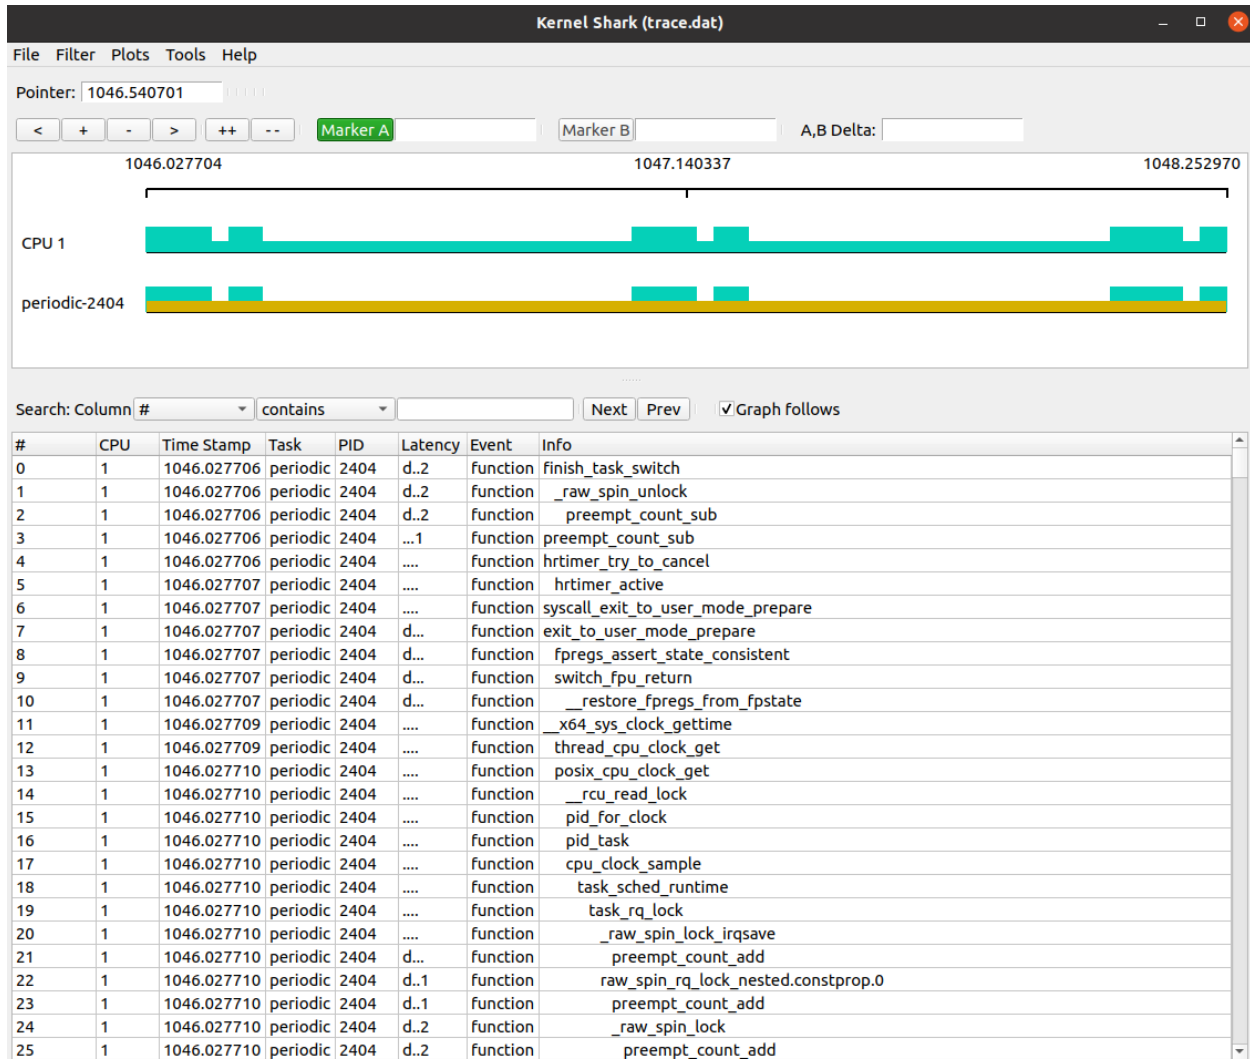 Kernel Shark (trace.dat)
File Filter Plots Tools Help
Pointer: 1046.540701
< + - > ++ -- Marker A Marker B A,B Delta:
1046.027704 1047.140337 1048.252970
CPU 1
periodic-2404
Search: Column # contains Next Prev Graph follows
# CPU Time Stamp Task PID Latency Event Info
0 1 1046.027706 periodic 2404 d..2 function finish_task_switch
1 1 1046.027706 periodic 2404 d..2 function _raw_spin_unlock
2 1 1046.027706 periodic 2404 d..2 function preempt_count_sub
3 1 1046.027706 periodic 2404 ...1 function preempt_count_sub
4 1 1046.027706 periodic 2404 .... function hrtimer_try_to_cancel
5 1 1046.027707 periodic 2404 .... function hrtimer_active
6 1 1046.027707 periodic 2404 .... function syscall_exit_to_user_mode_prepare
7 1 1046.027707 periodic 2404 d... function exit_to_user_mode_prepare
8 1 1046.027707 periodic 2404 d... function fpregs_assert_state_consistent
9 1 1046.027707 periodic 2404 d... function switch_fpu_return
10 1 1046.027707 periodic 2404 d... function __restore_fpregs_from_fpstate
11 1 1046.027709 periodic 2404 .... function __x64_sys_clock_gettime
12 1 1046.027709 periodic 2404 .... function thread_cpu_clock_get
13 1 1046.027710 periodic 2404 .... function posix_cpu_clock_get
14 1 1046.027710 periodic 2404 .... function __rcu_read_lock
15 1 1046.027710 periodic 2404 .... function pid_for_clock
16 1 1046.027710 periodic 2404 .... function pid_task
17 1 1046.027710 periodic 2404 .... function cpu_clock_sample
18 1 1046.027710 periodic 2404 .... function task_sched_runtime
19 1 1046.027710 periodic 2404 .... function task_rq_lock
20 1 1046.027710 periodic 2404 .... function _raw_spin_lock_irqsave
21 1 1046.027710 periodic 2404 d... function preempt_count_add
22 1 1046.027710 periodic 2404 d..1 function raw_spin_rq_lock_nested.constprop.0
23 1 1046.027710 periodic 2404 d..1 function preempt_count_add
24 1 1046.027710 periodic 2404 d..2 function _raw_spin_lock
25 1 1046.027710 periodic 2404 d..2 function preempt_count_add